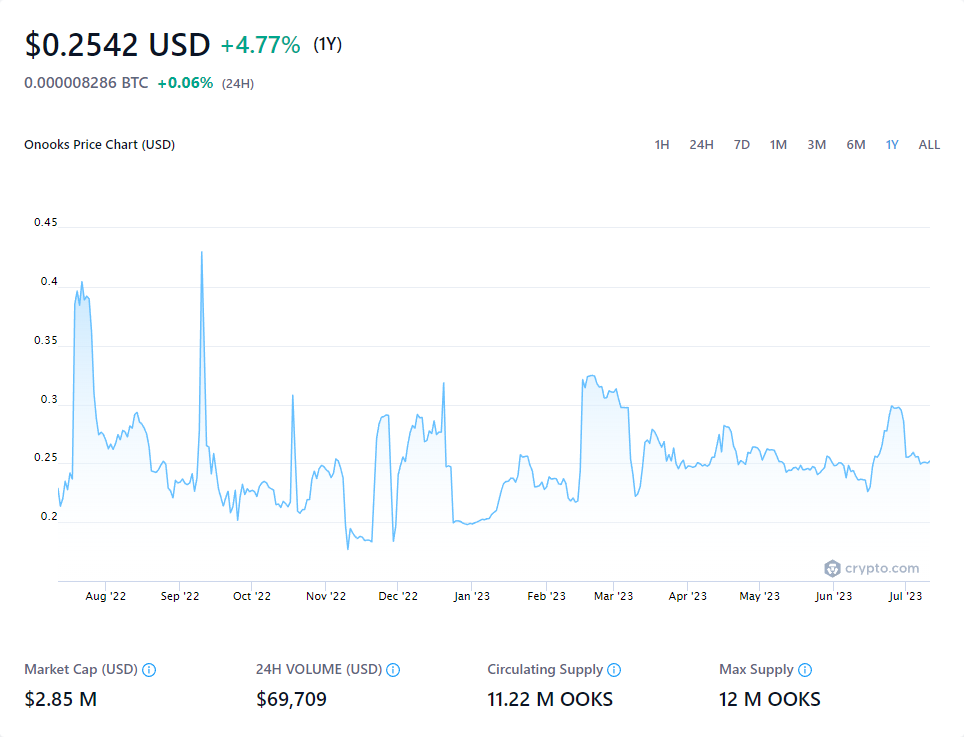 $0.2542 USD +4.77% (1Y)
0.000008286 BTC +0.06% (24H)
Onooks Price Chart (USD) 1H 24H 7D 1M 3M 6M 1Y ALL
0.45
0.4
0.35
0.3
0.25
0.2
crypto.com
Aug '22 Sep '22 Oct '22 Nov '22 Dec '22 Jan '23 Feb '23 Mar '23 Apr '23 May '23 Jun '23 Jul '23
Market Cap (USD) 24H VOLUME (USD) Circulating Supply Max Supply
$2.85 M $69,709 11.22 M OOKS 12 M OOKS